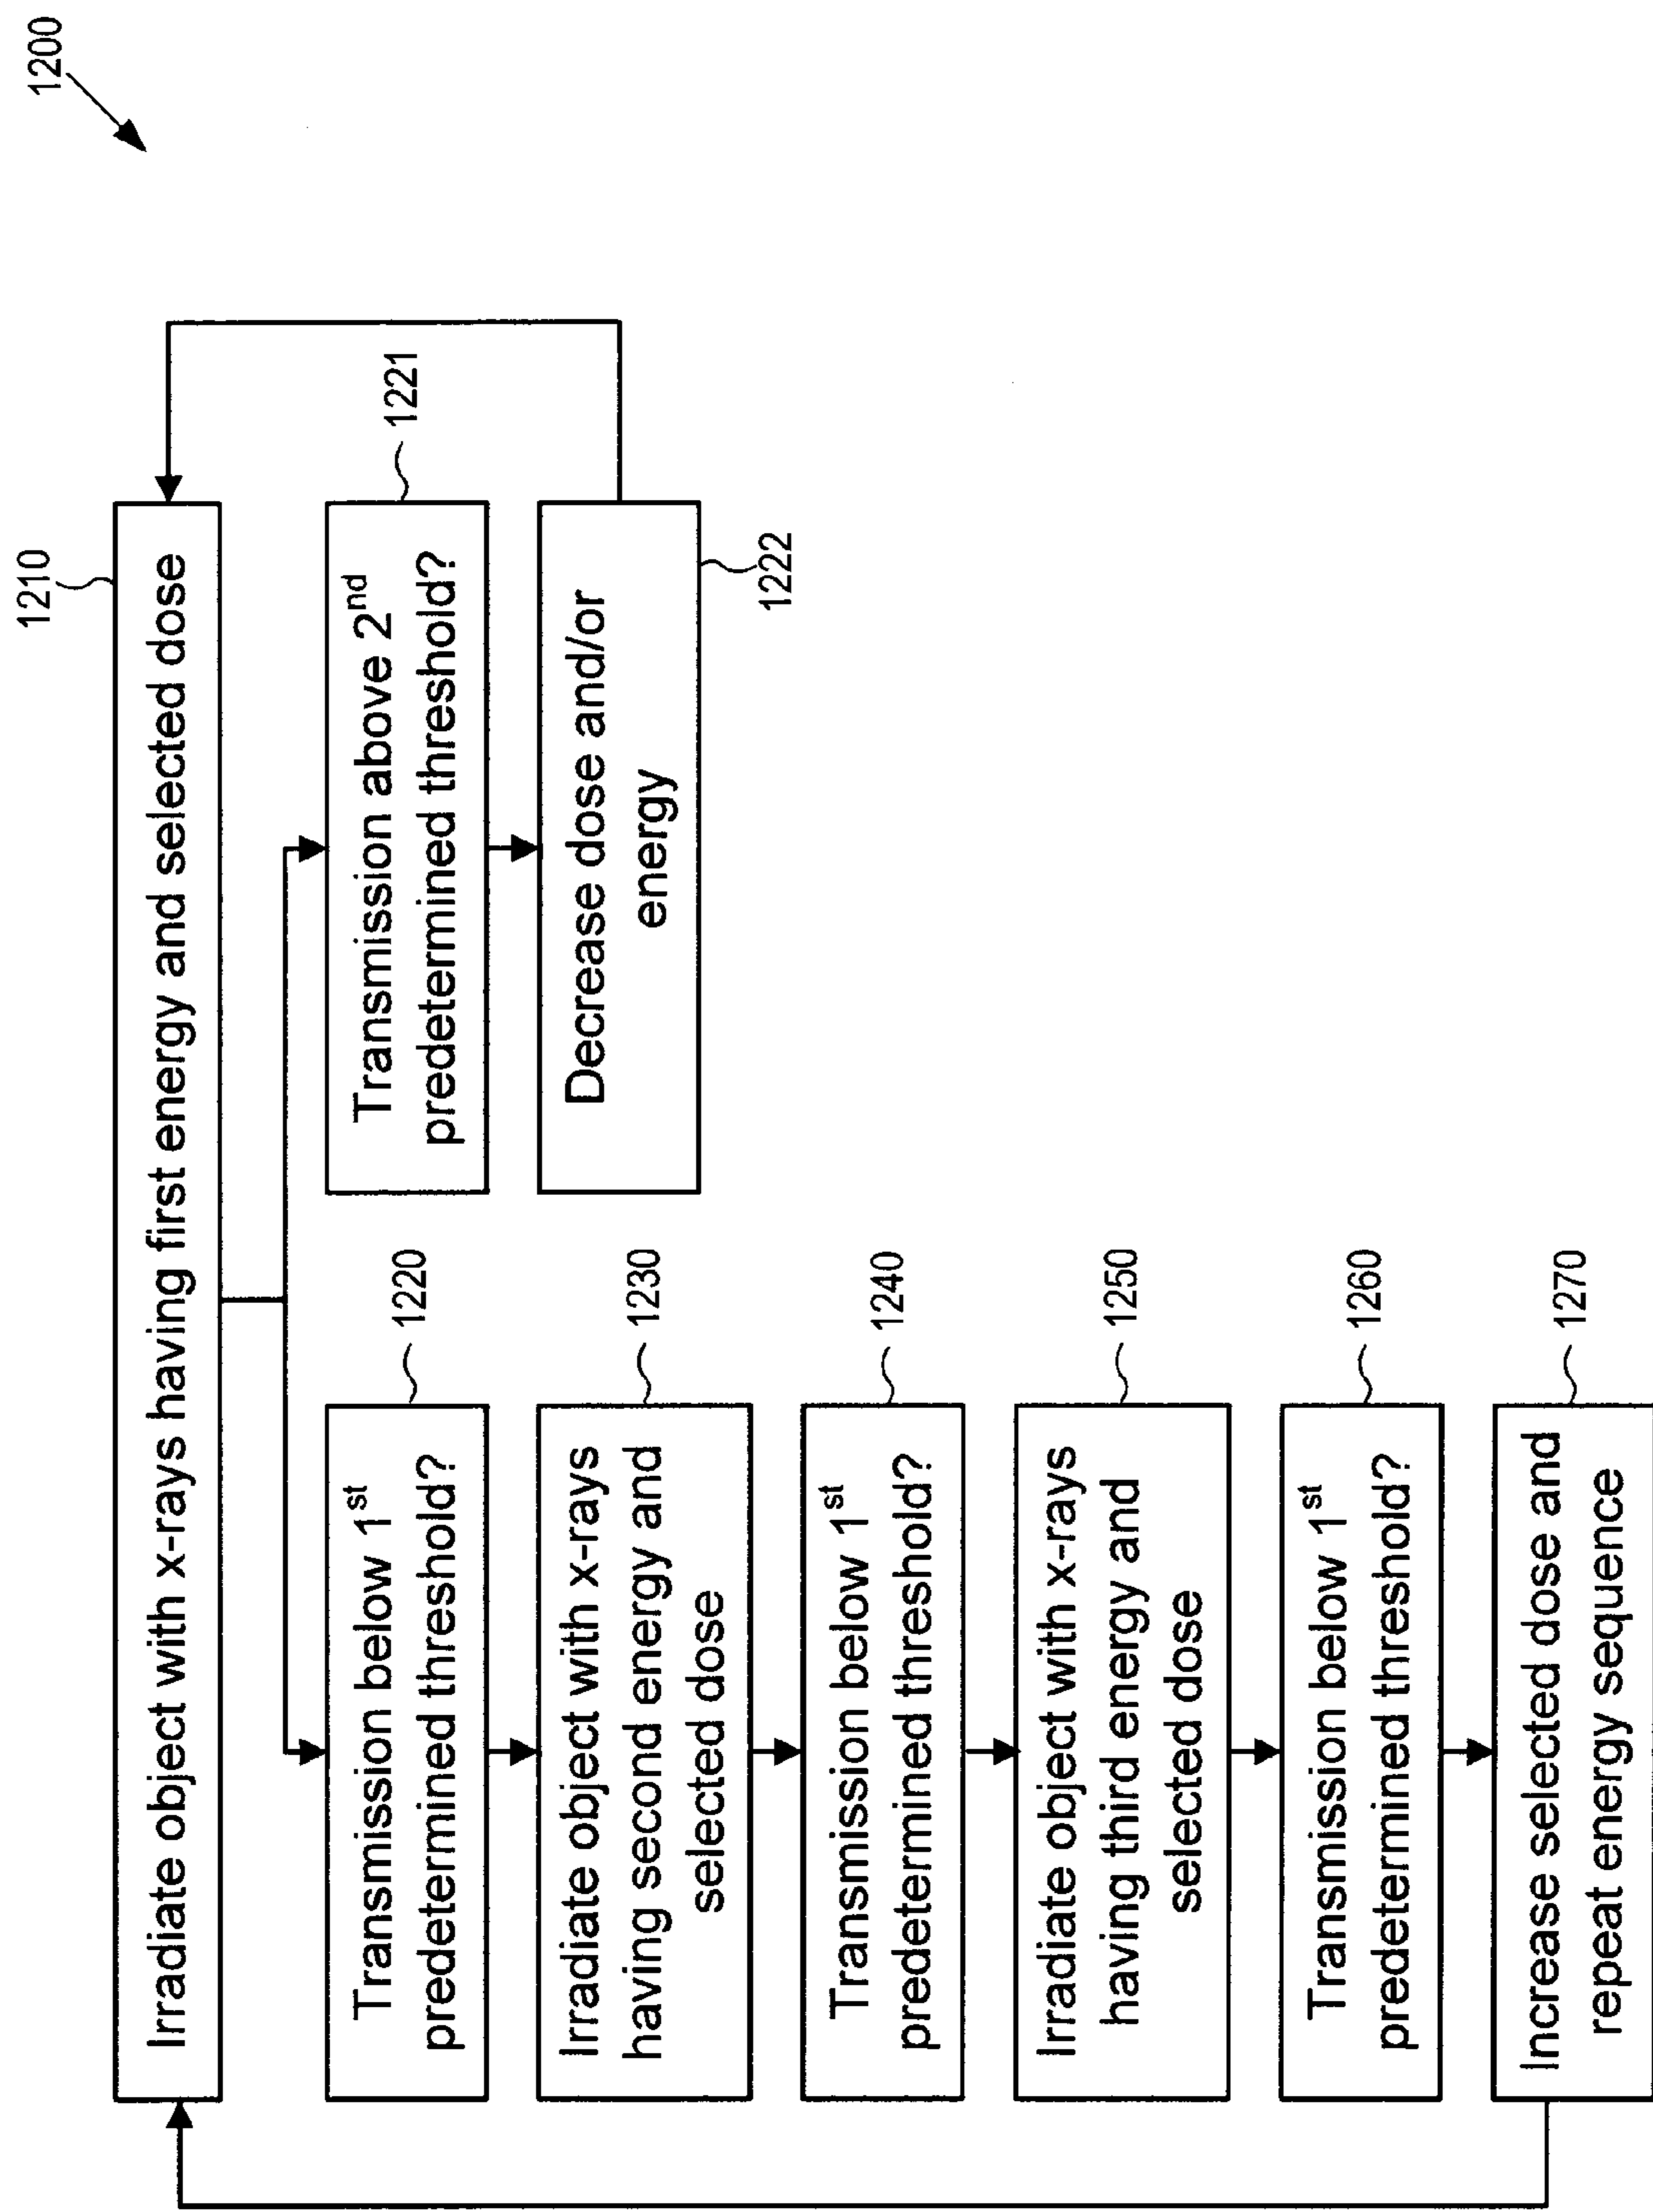 1200
1210
Irradiate object with x-rays having first energy and selected dose
1220
Transmission below 1st
predetermined threshold?
1221
Transmission above 2nd
predetermined threshold?
1230
Irradiate object with x-rays
having second energy and
selected dose
Decrease dose and/or
energy
1222
1240
Transmission below 1st
predetermined threshold?
1250
Irradiate object with x-rays
having third energy and
selected dose
1260
Transmission below 1st
predetermined threshold?
1270
Increase selected dose and
repeat energy sequence